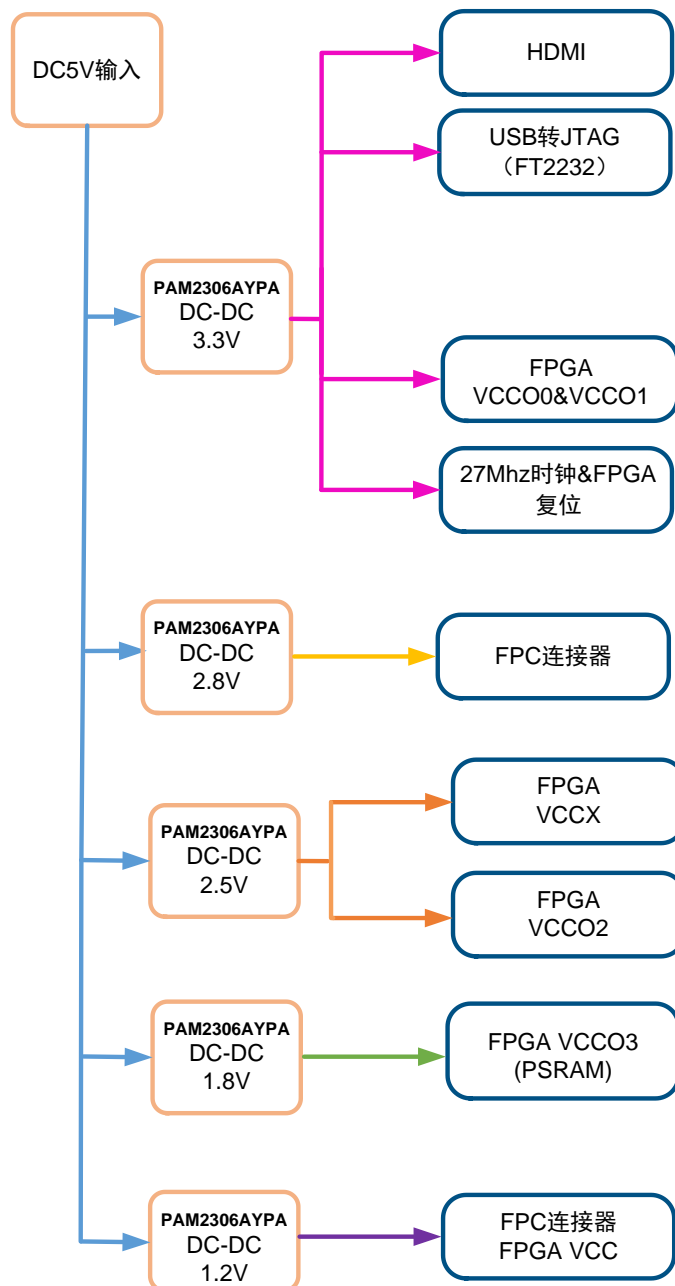 DC5V输入
HDMI
USB转JTAG
（FT2232）
PAM2306AYPA
DC-DC
3.3V
FPGA
VCCO0&VCCO1
27Mhz时钟&FPGA
复位
PAM2306AYPA
DC-DC
2.8V
FPC连接器
PAM2306AYPA
DC-DC
2.5V
FPGA
VCCX
FPGA
VCCO2
PAM2306AYPA
DC-DC
1.8V
FPGA VCCO3
(PSRAM)
PAM2306AYPA
DC-DC
1.2V
FPC连接器
FPGA VCC